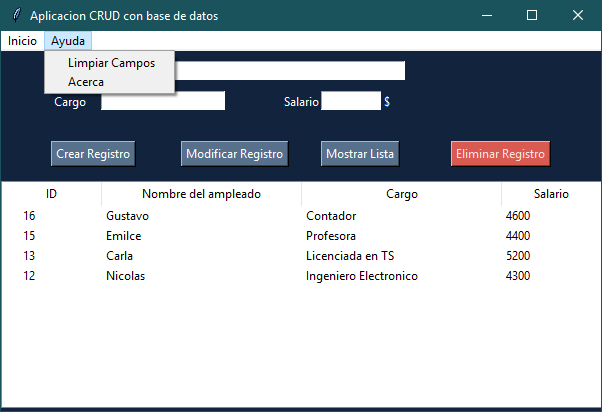 Aplicacion CRUD con base de datos
Inicio Ayuda
Limpiar Campos
Acerca
Cargo Salario $
Crear Registro Modificar Registro Mostrar Lista Eliminar Registro
ID Nombre del ampleado Cargo Salario
16 Gustavo Contador 4600
15 Emilce Profesora 4400
13 Carla Licenciada en TS 5200
12 Nicolas Ingeniero Electronico 4300